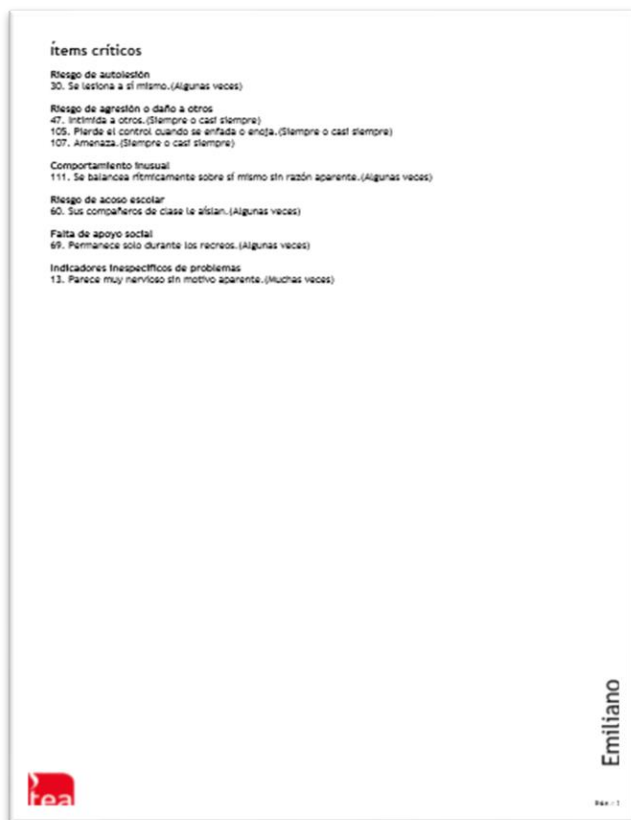 Ítems críticos
Riesgo de autolesión
30. Se lesiona a sí mismo.(Algunas veces)
Riesgo de agresión o daño a otros
47. Intimida a otros.(Siempre o casi siempre)
105. Pierde el control cuando se enfada o enoja.(Siempre o casi siempre)
107. Amenaza.(Siempre o casi siempre)
Comportamiento inusual
111. Se balancea rítmicamente sobre sí mismo sin razón aparente.(Algunas veces)
Riesgo de acoso escolar
60. Sus compañeros de clase le aíslan.(Algunas veces)
Falta de apoyo social
69. Permanece solo durante los recreos.(Algunas veces)
Indicadores inespecíficos de problemas
13. Parece muy nervioso sin motivo aparente.(Muchas veces)
Emiliano
tea